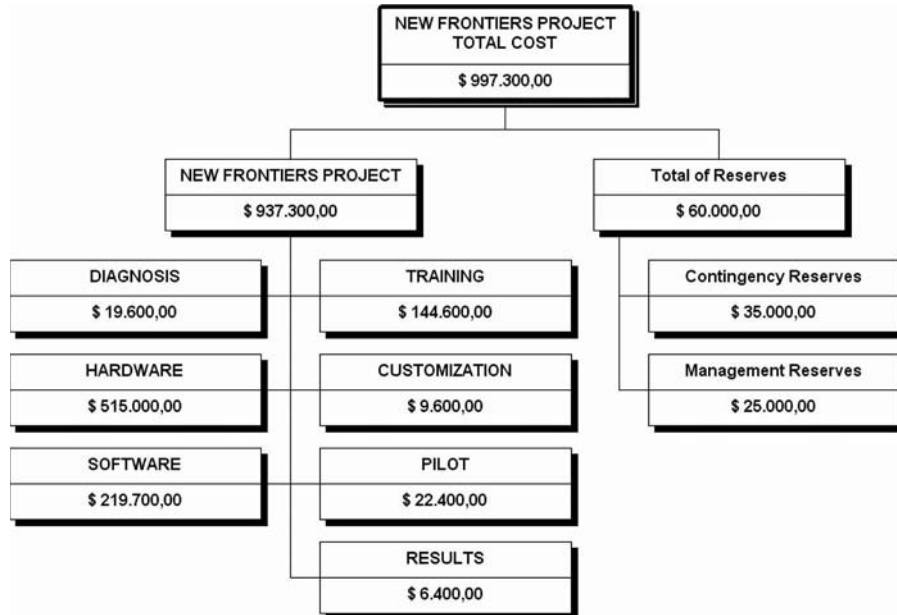 NEW FRONTIERS PROJECT
TOTAL COST
$ 997.300,00
NEW FRONTIERS PROJECT
$ 937.300,00
Total of Reserves
$ 60.000,00
DIAGNOSIS
$ 19.600,00
TRAINING
$ 144.600,00
Contingency Reserves
$ 35.000,00
HARDWARE
$ 515.000,00
CUSTOMIZATION
$ 9.600,00
Management Reserves
$ 25.000,00
SOFTWARE
$ 219.700,00
PILOT
$ 22.400,00
RESULTS
$ 6.400,00